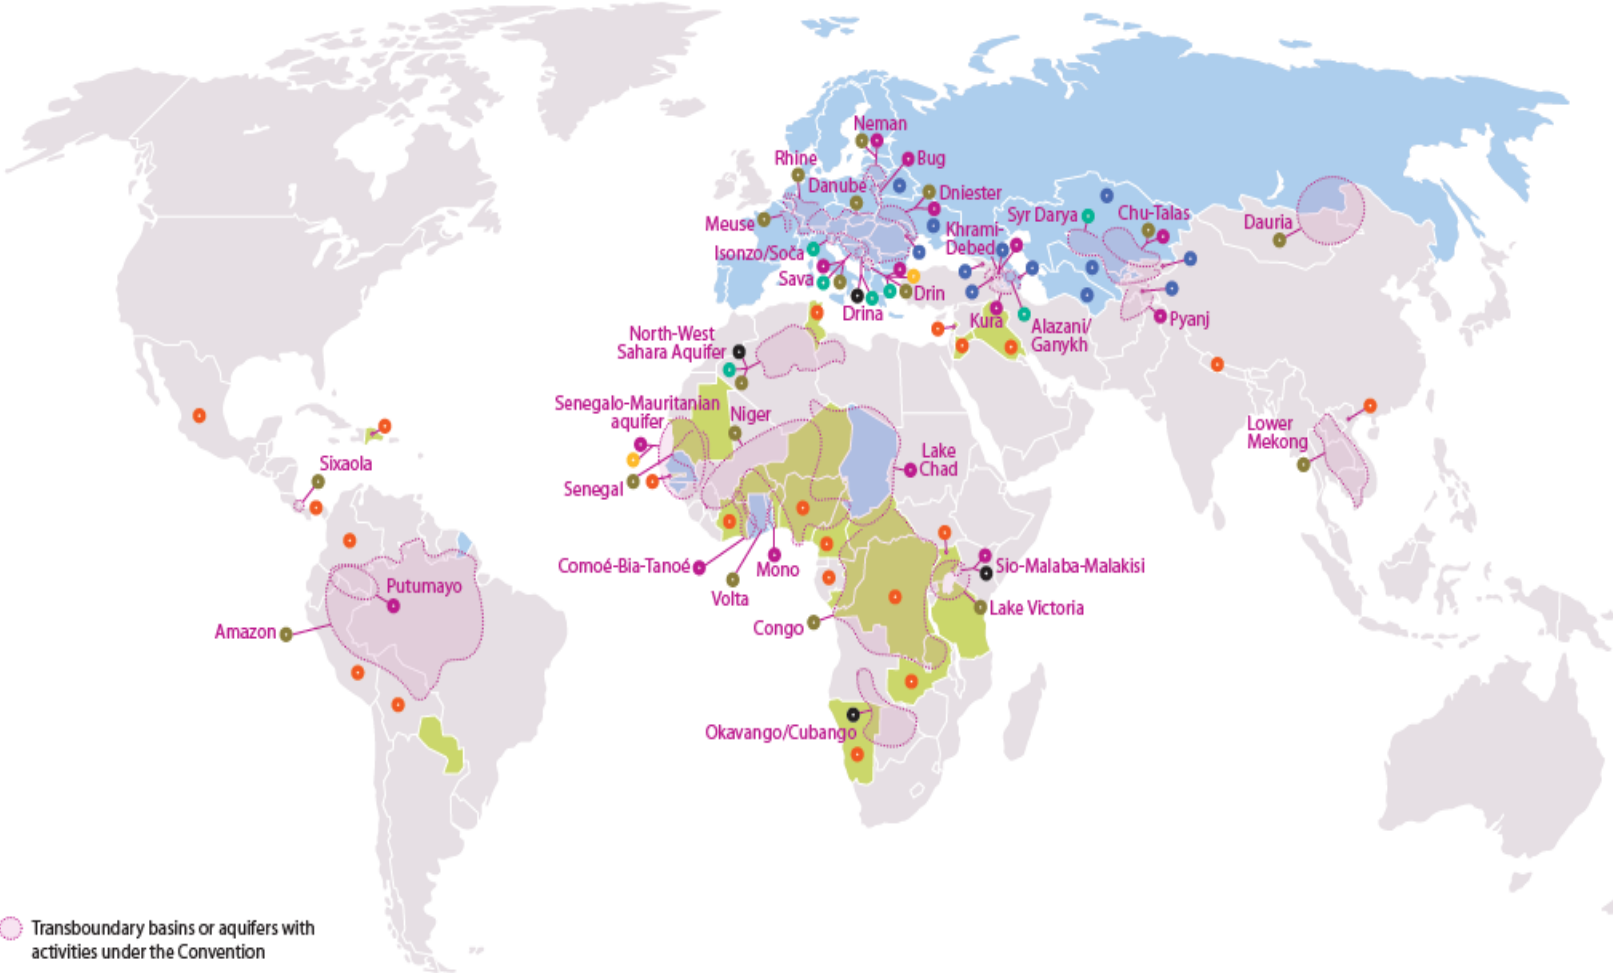 Neman
Rhine
Bug
Danube
Dniester
Meuse
Syr Darya
Chu-Talas
Dauria
Khrami-
Debed
Isonzo/Soča
Sava
Drin
Drina
Kura
Alazani/
Ganykh
Pyanj
North-West
Sahara Aquifer
Senegalo-Mauritanian
aquifer
Niger
Lower
Mekong
Lake
Chad
Sixaola
Senegal
Comoé-Bia-Tanoé
Mono
Sio-Malaba-Malakisi
Putumayo
Volta
Lake Victoria
Congo
Amazon
Okavango/Cubango
Transboundary basins or aquifers with
activities under the Convention